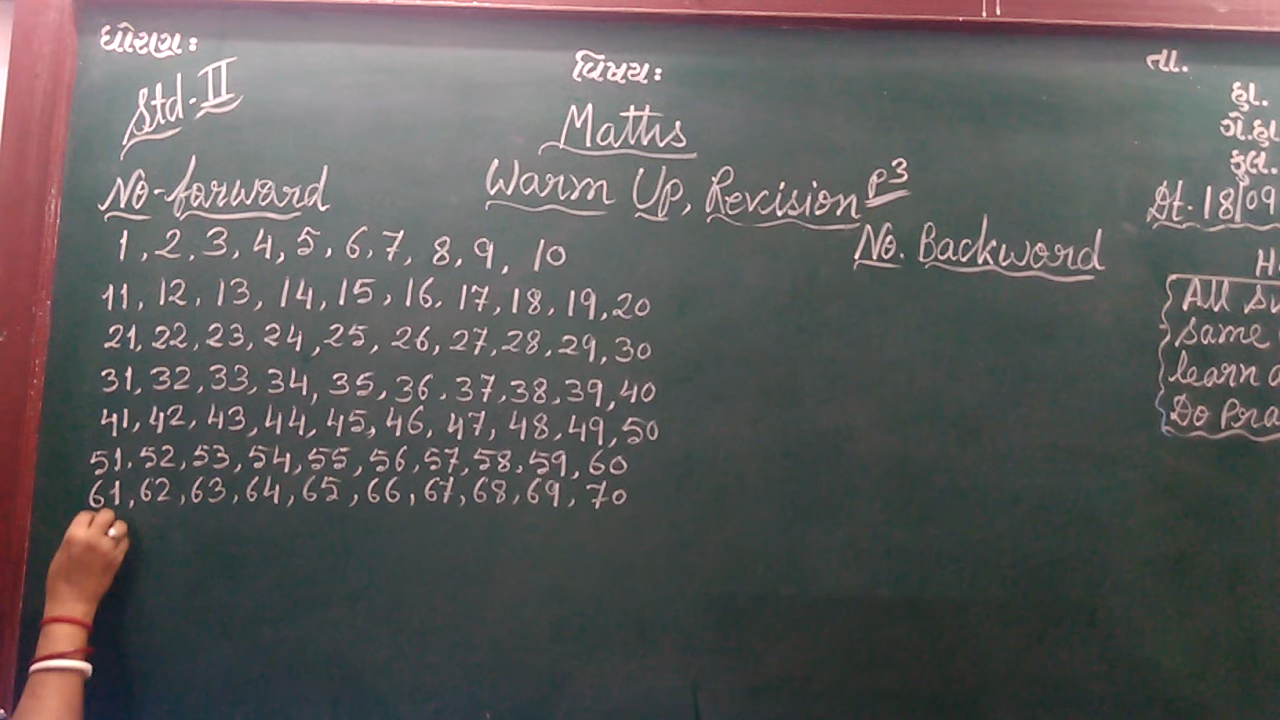 ધોરણ:
Std-II
વિષય:
Maths
તા.
હા.
ગે.હા
કુલ.
Dt. 18/09
No-forward
Warm Up, Revision P3
No. Backword
1, 2, 3, 4, 5, 6, 7, 8, 9, 10
11, 12, 13, 14, 15, 16, 17, 18, 19, 20
21, 22, 23, 24, 25, 26, 27, 28, 29, 30
31, 32, 33, 34, 35, 36, 37, 38, 39, 40
41, 42, 43, 44, 45, 46, 47, 48, 49, 50
51, 52, 53, 54, 55, 56, 57, 58, 59, 60
61, 62, 63, 64, 65, 66, 67, 68, 69, 70
All
Same
learn
Do